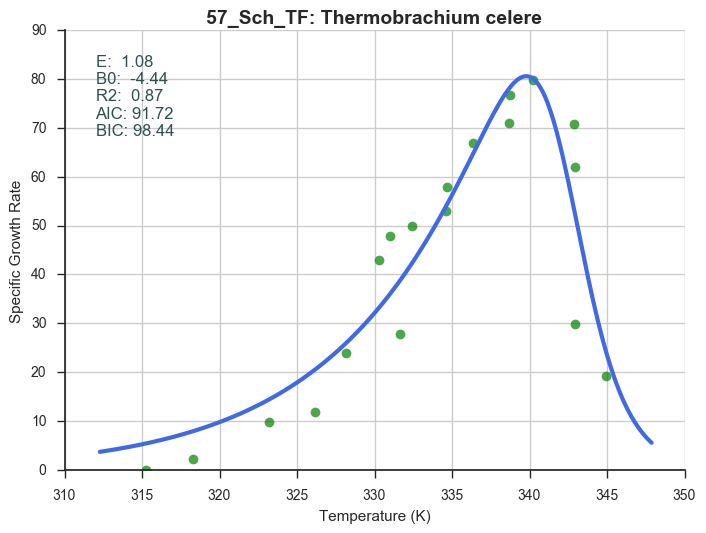 57_Sch_TF: Thermobrachium celere
E:  1.08
B0:  -4.44
R2:  0.87
AIC: 91.72
BIC: 98.44
90
80
70
60
50
40
30
20
10
0
Specific Growth Rate
310 315 320 325 330 335 340 345 350
Temperature (K)